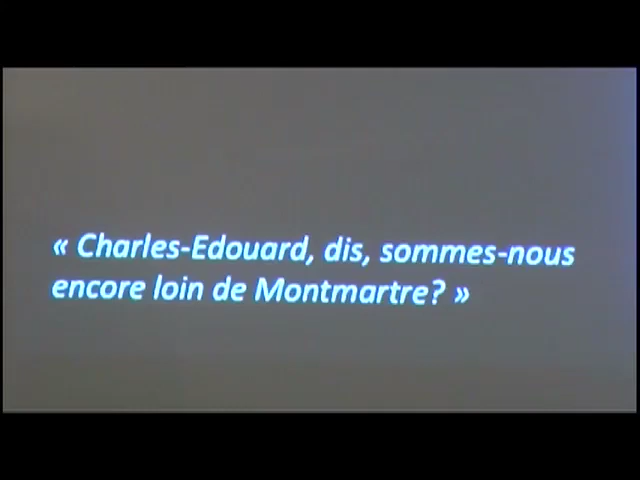 « Charles-Edouard, dis, sommes-nous
encore loin de Montmartre? »